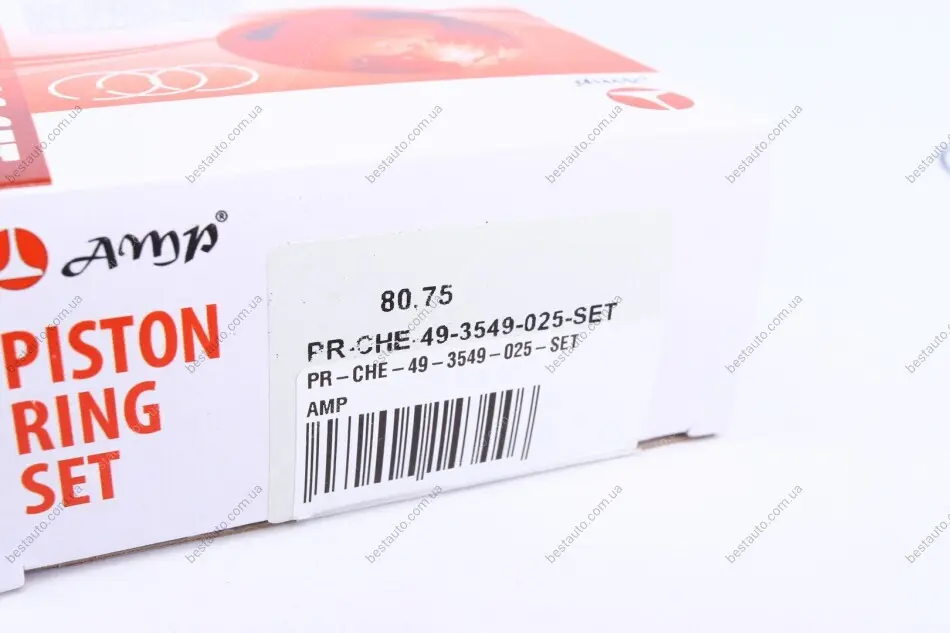 AMP®
PISTON
RING
SET
80.75
PR-CHE-49-3549-025-SET
PR-CHE-49-3549-025-SET
AMP
bestauto.com.ua